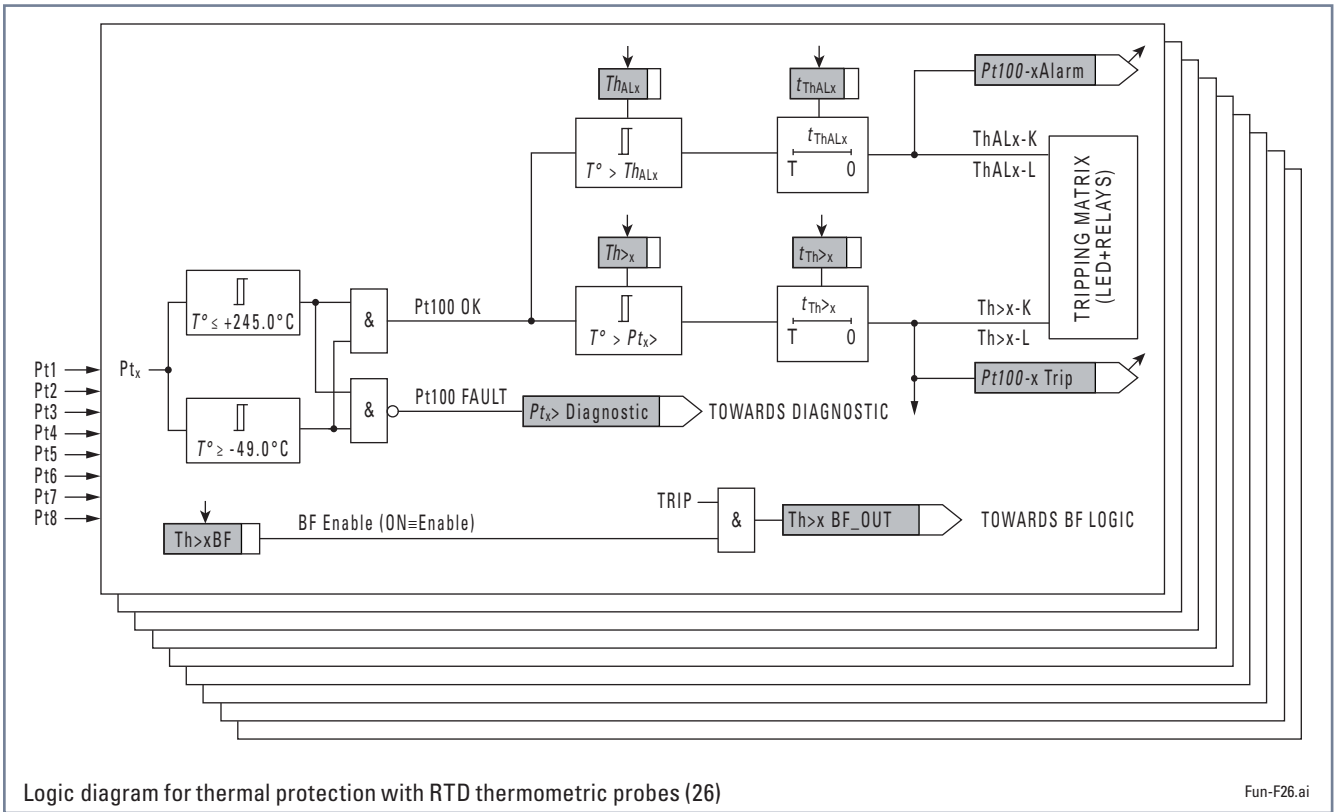 Pt100-xAlarm
ThALx
tThALx
tThALx
T 0
T° > ThALx
ThALx-K
ThALx-L
TRIPPING MATRIX
(LED+RELAYS)
Th>x
tTh>x
T° ≤ +245.0°C
&
Pt100 OK
T° > Ptx>
tTh>x
T 0
Th>x-K
Th>x-L
Pt1
Pt2
Pt3
Pt4
Pt5
Pt6
Pt7
Pt8
Ptx
Pt100-x Trip
T° ≥ -49.0°C
&
Pt100 FAULT
Ptx> Diagnostic
TOWARDS DIAGNOSTIC
Th>xBF
BF Enable (ON≡Enable)
TRIP
&
Th>x BF_OUT
TOWARDS BF LOGIC
Logic diagram for thermal protection with RTD thermometric probes (26)
Fun-F26.ai